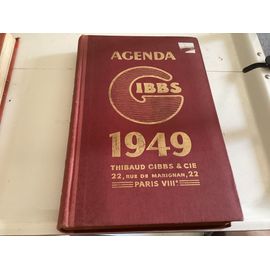 AGENDA
GIBBS
1949
THIBAUD GIBBS & CIE
22, RUE DE MARIGNAN, 22
PARIS VIIIe